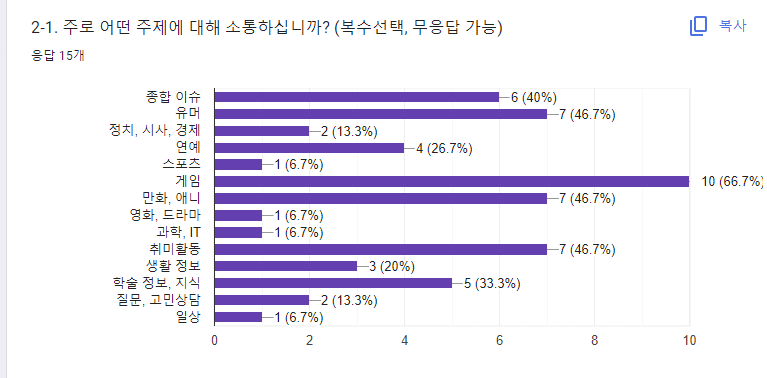 2-1. 주로 어떤 주제에 대해 소통하십니까? (복수선택, 무응답 가능)
복사
응답 15개
종합 이슈 6 (40%)
유머 7 (46.7%)
정치, 시사, 경제 2 (13.3%)
연예 4 (26.7%)
스포츠 1 (6.7%)
게임 10 (66.7%)
만화, 애니 7 (46.7%)
영화, 드라마 1 (6.7%)
과학, IT 1 (6.7%)
취미활동 7 (46.7%)
생활 정보 3 (20%)
학술 정보, 지식 5 (33.3%)
질문, 고민상담 2 (13.3%)
일상 1 (6.7%)
0 2 4 6 8 10